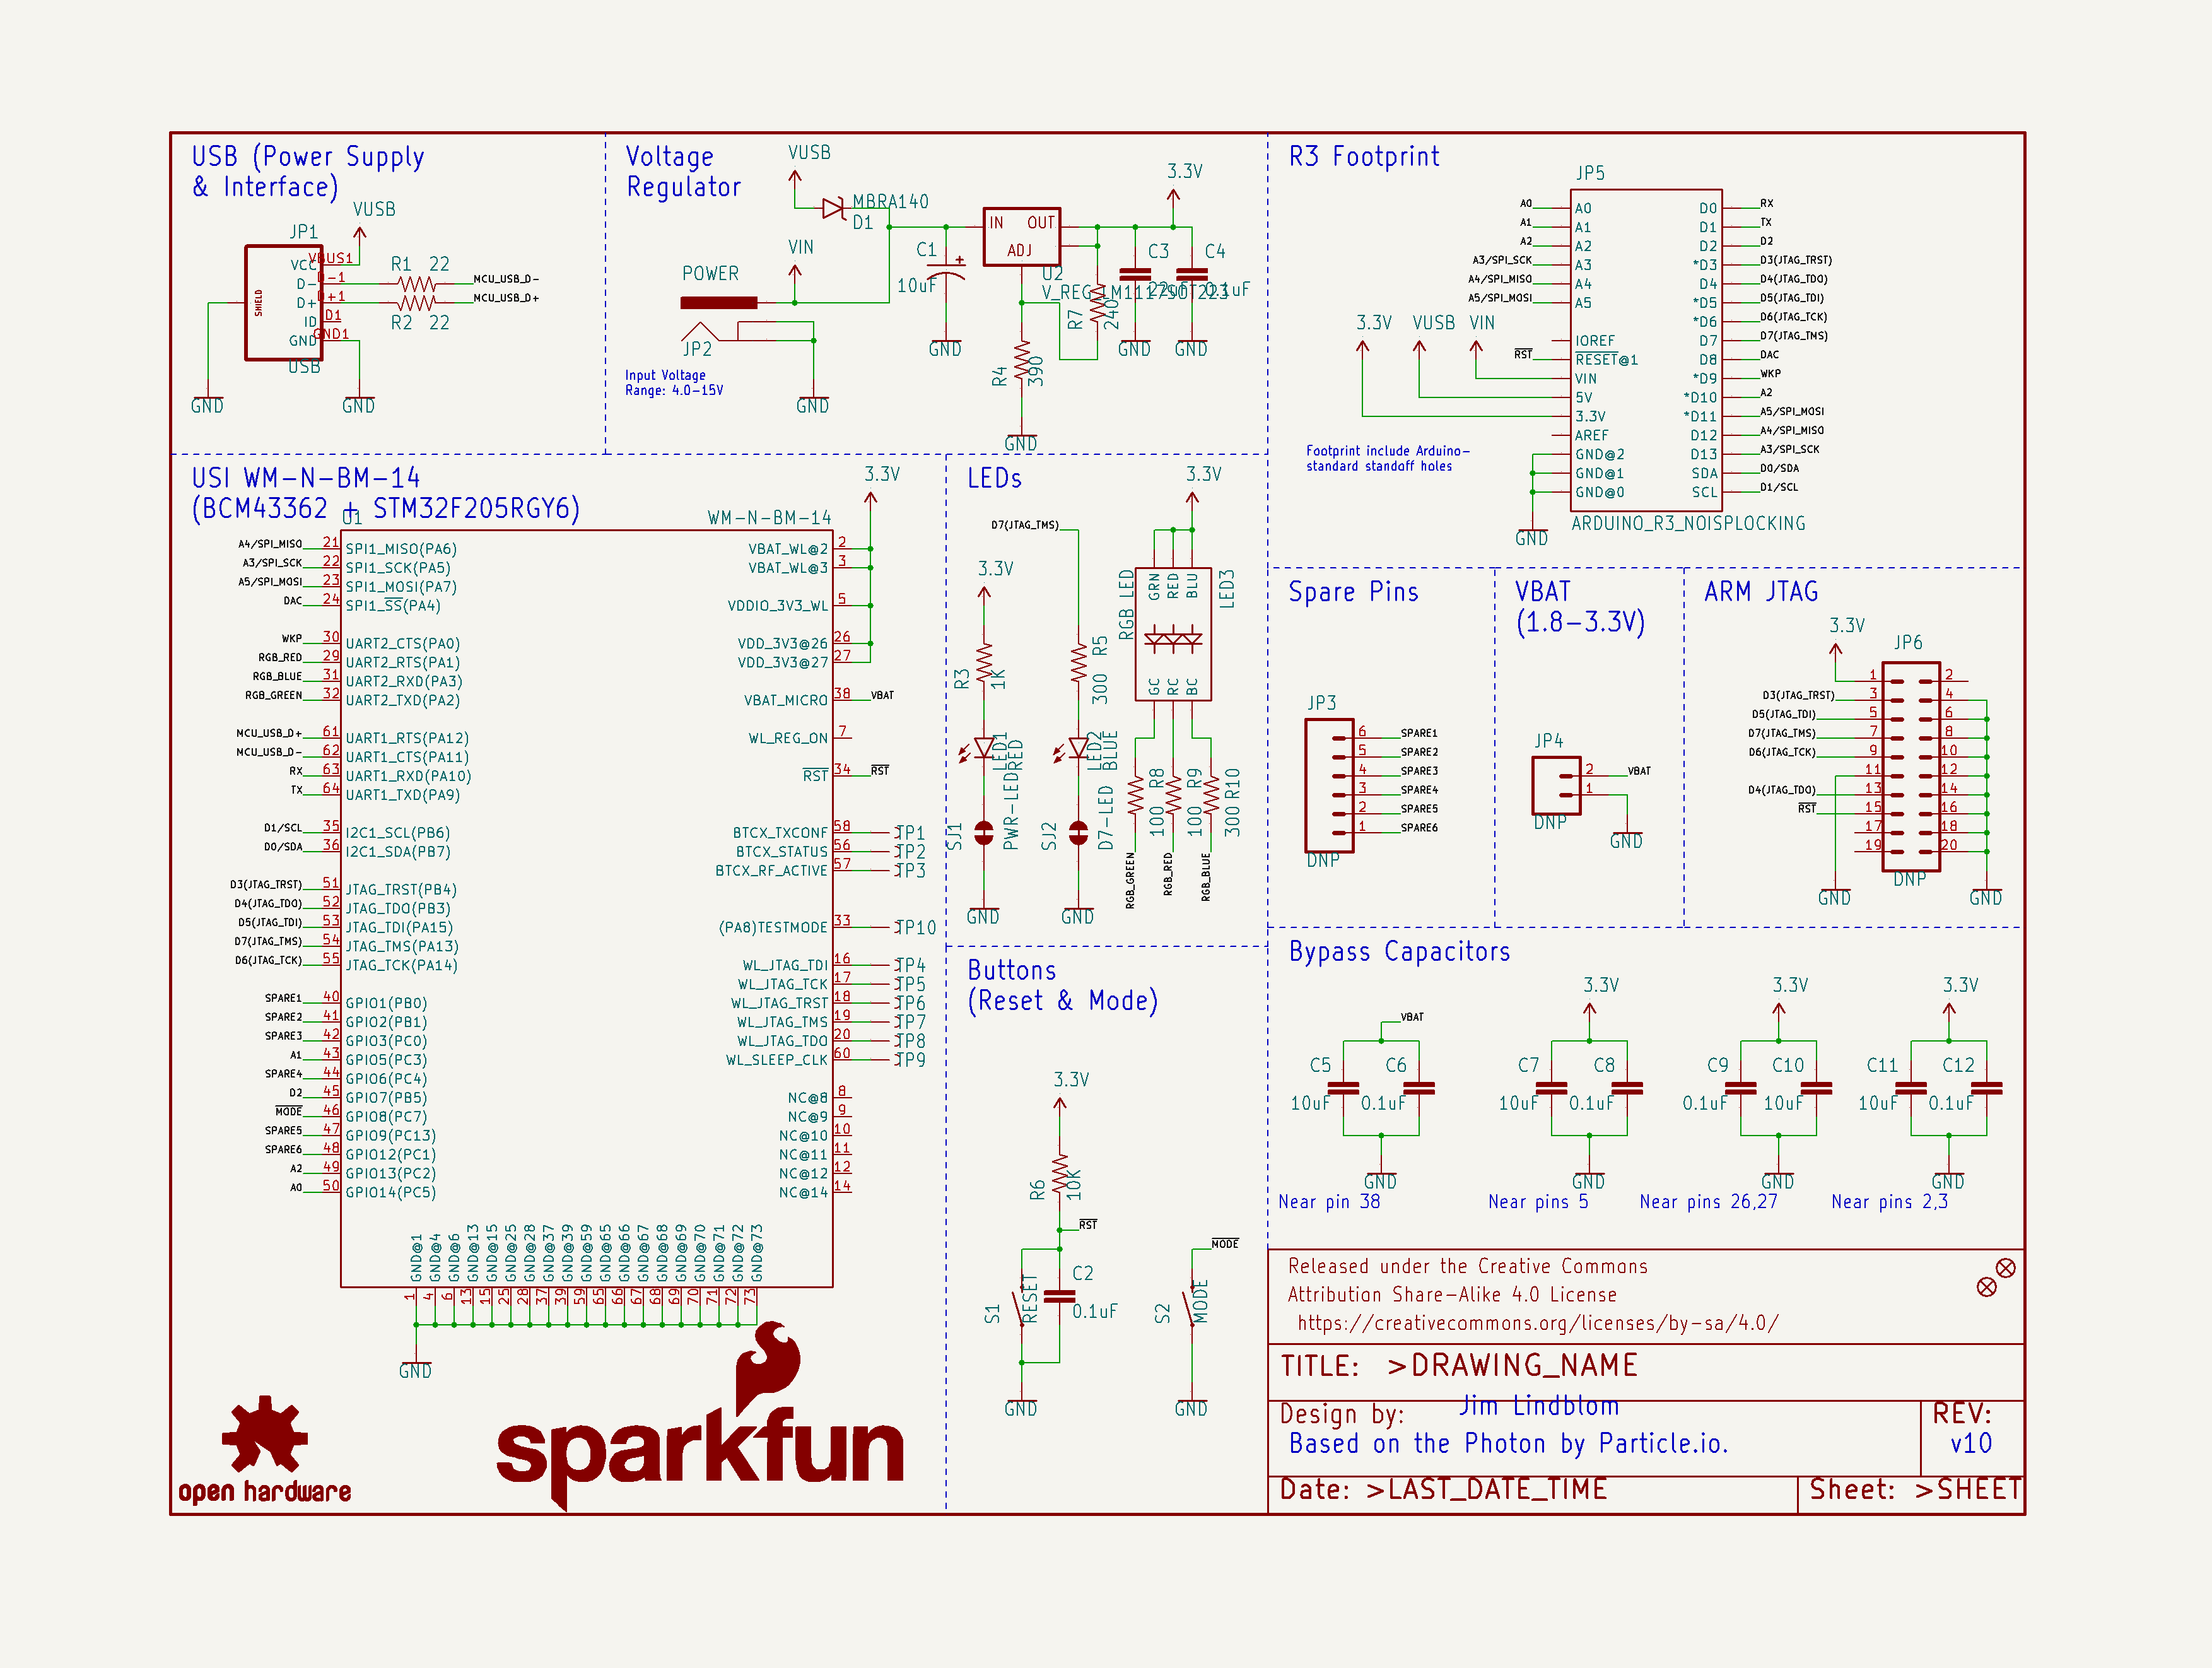 USB (Power Supply
& Interface)
VUSB
JP1
VBUS1
VCC
D-1
D-
D+1
D+
D1
ID
GND1
GND
SHIELD
USB
R1 22
R2 22
MCU_USB_D-
MCU_USB_D+
GND
GND
Voltage
Regulator
VUSB
MBRA140
D1
VIN
POWER
JP2
Input Voltage
Range: 4.0-15V
GND
C1
10uF
GND
IN OUT
ADJ
U2
V_REG_LM1117SOT223
R4
390
GND
R7
240
3.3V
C3
22uF
GND
C4
0.1uF
GND
R3 Footprint
JP5
A0
A1
A2
A3/SPI_SCK
A4/SPI_MISO
A5/SPI_MOSI
3.3V VUSB VIN
RST
A0
A1
A2
A3
A4
A5
IOREF
RESET@1
VIN
5V
3.3V
AREF
GND@2
GND@1
GND@0
D0
D1
D2
*D3
D4
*D5
*D6
D7
D8
*D9
*D10
*D11
D12
D13
SDA
SCL
RX
TX
D2
D3(JTAG_TRST)
D4(JTAG_TDO)
D5(JTAG_TDI)
D6(JTAG_TCK)
D7(JTAG_TMS)
DAC
WKP
A2
A5/SPI_MOSI
A4/SPI_MISO
A3/SPI_SCK
D0/SDA
D1/SCL
Footprint include Arduino-
standard standoff holes
GND
ARDUINO_R3_NOISPLOCKING
USI WM-N-BM-14
(BCM43362 + STM32F205RGY6)
U1
WM-N-BM-14
3.3V
A4/SPI_MISO 21 SPI1_MISO(PA6)
A3/SPI_SCK 22 SPI1_SCK(PA5)
A5/SPI_MOSI 23 SPI1_MOSI(PA7)
DAC 24 SPI1_SS(PA4)
WKP 30 UART2_CTS(PA0)
RGB_RED 29 UART2_RTS(PA1)
RGB_BLUE 31 UART2_RXD(PA3)
RGB_GREEN 32 UART2_TXD(PA2)
MCU_USB_D+ 61 UART1_RTS(PA12)
MCU_USB_D- 62 UART1_CTS(PA11)
RX 63 UART1_RXD(PA10)
TX 64 UART1_TXD(PA9)
D1/SCL 35 I2C1_SCL(PB6)
D0/SDA 36 I2C1_SDA(PB7)
D3(JTAG_TRST) 51 JTAG_TRST(PB4)
D4(JTAG_TDO) 52 JTAG_TDO(PB3)
D5(JTAG_TDI) 53 JTAG_TDI(PA15)
D7(JTAG_TMS) 54 JTAG_TMS(PA13)
D6(JTAG_TCK) 55 JTAG_TCK(PA14)
SPARE1 40 GPIO1(PB0)
SPARE2 41 GPIO2(PB1)
SPARE3 42 GPIO3(PC0)
A1 43 GPIO5(PC3)
SPARE4 44 GPIO6(PC4)
D2 45 GPIO7(PB5)
MODE 46 GPIO8(PC7)
SPARE5 47 GPIO9(PC13)
SPARE6 48 GPIO12(PC1)
A2 49 GPIO13(PC2)
A0 50 GPIO14(PC5)
VBAT_WL@2 2
VBAT_WL@3 3
VDDIO_3V3_WL 5
VDD_3V3@26 26
VDD_3V3@27 27
VBAT_MICRO 38 VBAT
WL_REG_ON 7
RST 34 RST
BTCX_TXCONF 58 TP1
BTCX_STATUS 56 TP2
BTCX_RF_ACTIVE 57 TP3
(PA8)TESTMODE 33 TP10
WL_JTAG_TDI 16 TP4
WL_JTAG_TCK 17 TP5
WL_JTAG_TRST 18 TP6
WL_JTAG_TMS 19 TP7
WL_JTAG_TDO 20 TP8
WL_SLEEP_CLK 60 TP9
NC@8 8
NC@9 9
NC@10 10
NC@11 11
NC@12 12
NC@14 14
GND@1 GND@4 GND@6 GND@13 GND@15 GND@25 GND@28 GND@37 GND@39 GND@59 GND@65 GND@66 GND@67 GND@68 GND@69 GND@70 GND@71 GND@72 GND@73
1 4 6 13 15 25 28 37 39 59 65 66 67 68 69 70 71 72 73
GND
open hardware
sparkfun
LEDs
3.3V
R3
1K
LED1
RED
PWR-LED
SJ1
GND
D7(JTAG_TMS)
R5
300
LED2
BLUE
D7-LED
SJ2
GND
3.3V
RGB LED
GRN RED BLU
GC RC BC
LED3
R8
100
R9
100
R10
300
RGB_GREEN
RGB_RED
RGB_BLUE
Buttons
(Reset & Mode)
3.3V
R6
10K
RST
S1
RESET
C2
0.1uF
GND
MODE
S2
MODE
GND
Spare Pins
JP3
6 SPARE1
5 SPARE2
4 SPARE3
3 SPARE4
2 SPARE5
1 SPARE6
DNP
VBAT
(1.8-3.3V)
JP4
2 VBAT
1
DNP
GND
ARM JTAG
3.3V
JP6
1 2
D3(JTAG_TRST) 3 4
D5(JTAG_TDI) 5 6
D7(JTAG_TMS) 7 8
D6(JTAG_TCK) 9 10
11 12
D4(JTAG_TDO) 13 14
RST 15 16
17 18
19 20
DNP
GND
GND
Bypass Capacitors
VBAT
C5 C6
10uF 0.1uF
GND
Near pin 38
3.3V
C7 C8
10uF 0.1uF
GND
Near pins 5
3.3V
C9 C10
0.1uF 10uF
GND
Near pins 26,27
3.3V
C11 C12
10uF 0.1uF
GND
Near pins 2,3
Released under the Creative Commons
Attribution Share-Alike 4.0 License
https://creativecommons.org/licenses/by-sa/4.0/
TITLE: >DRAWING_NAME
Design by: Jim Lindblom
Based on the Photon by Particle.io.
REV:
v10
Date: >LAST_DATE_TIME
Sheet: >SHEET